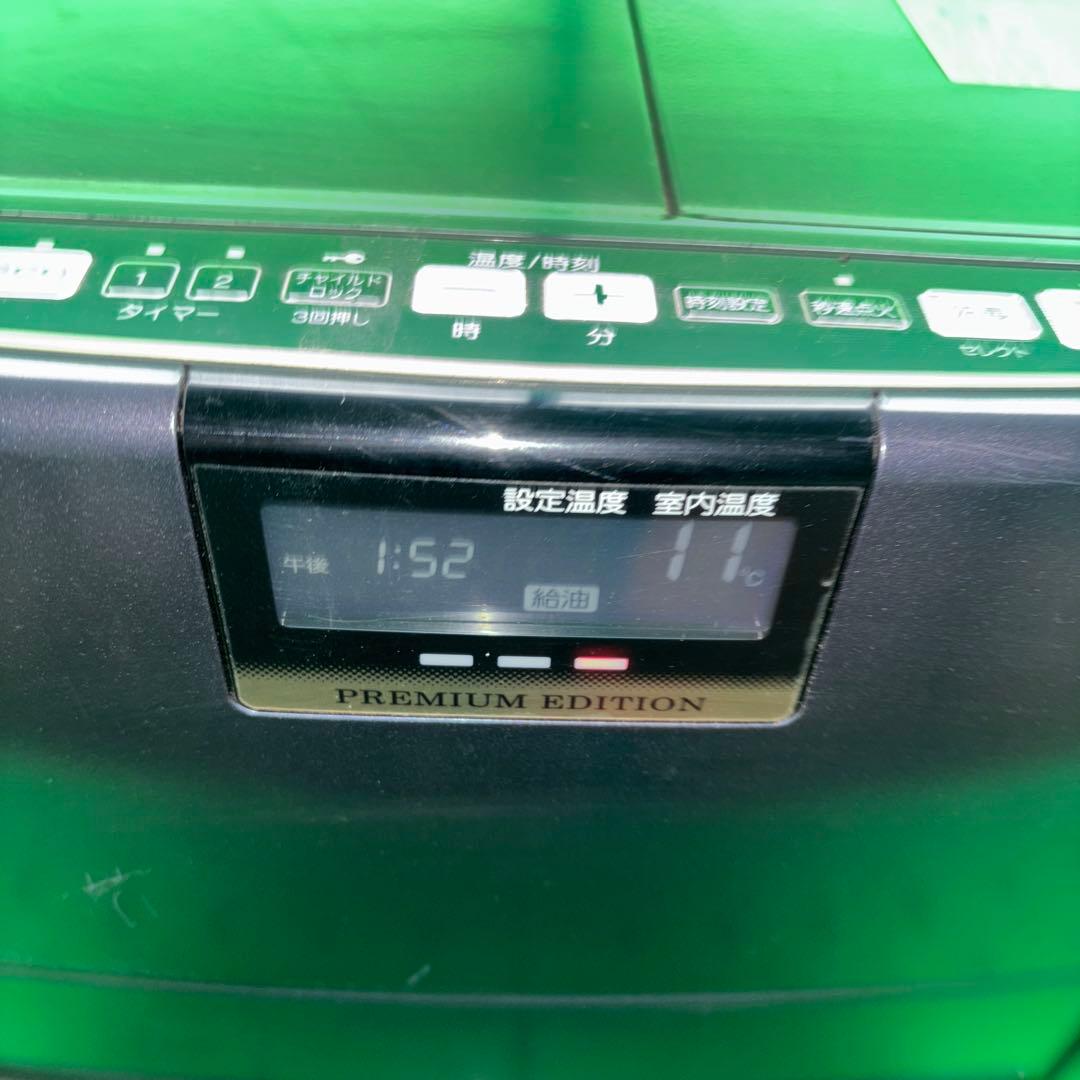 温度/時刻
1
2
チャイルド
ロック
−
+
時刻設定
秒速点火
タイマー
3回押し
時
分
セレクト
設定温度 室内温度
午後 1:52 11℃
給油
PREMIUM EDITION